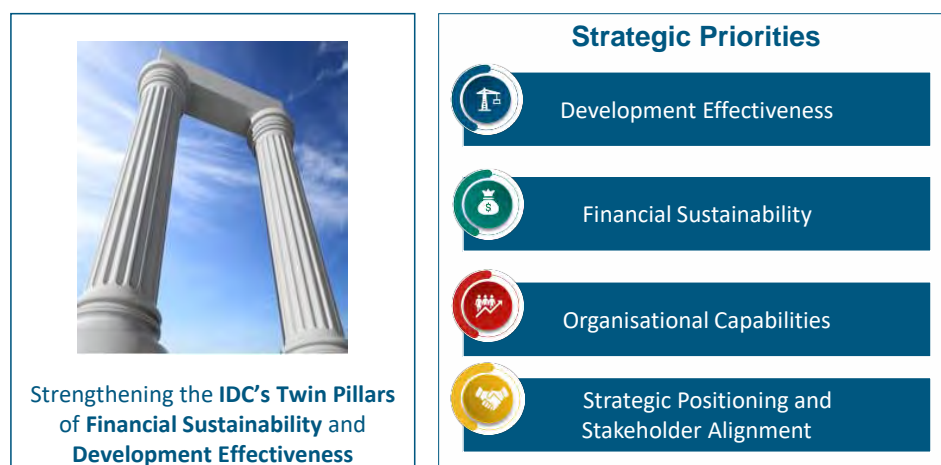 Strengthening the IDC's Twin Pillars
of Financial Sustainability and
Development Effectiveness
Strategic Priorities
Development Effectiveness
$
Financial Sustainability
Organisational Capabilities
Strategic Positioning and
Stakeholder Alignment